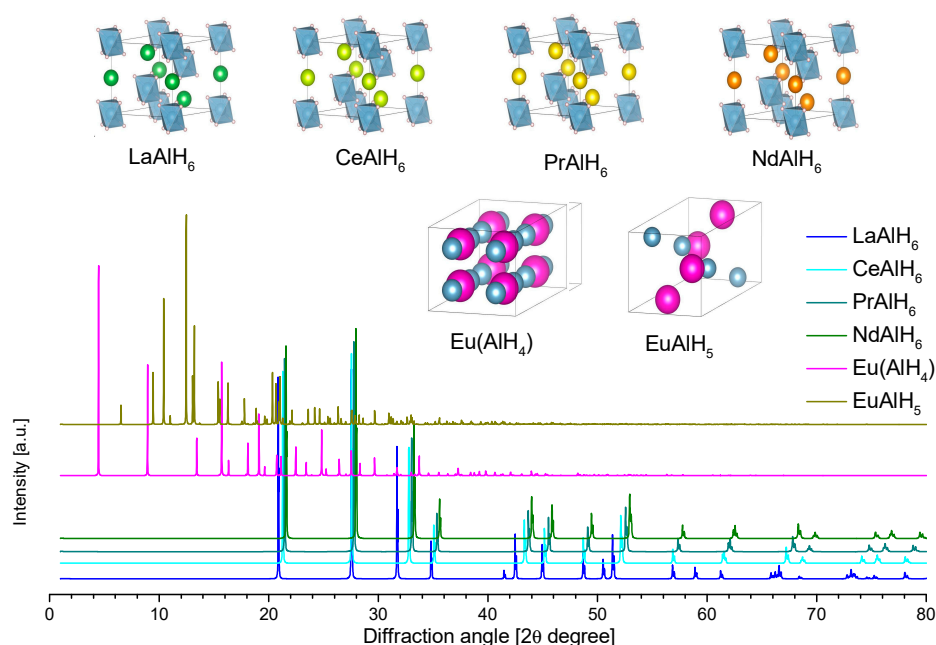 LaAlH₆ CeAlH₆ PrAlH₆ NdAlH₆
Eu(AlH₄) EuAlH₅
LaAlH₆
CeAlH₆
PrAlH₆
NdAlH₆
Eu(AlH₄)
EuAlH₅
Intensity [a.u.]
0 10 20 30 40 50 60 70 80
Diffraction angle [2θ degree]